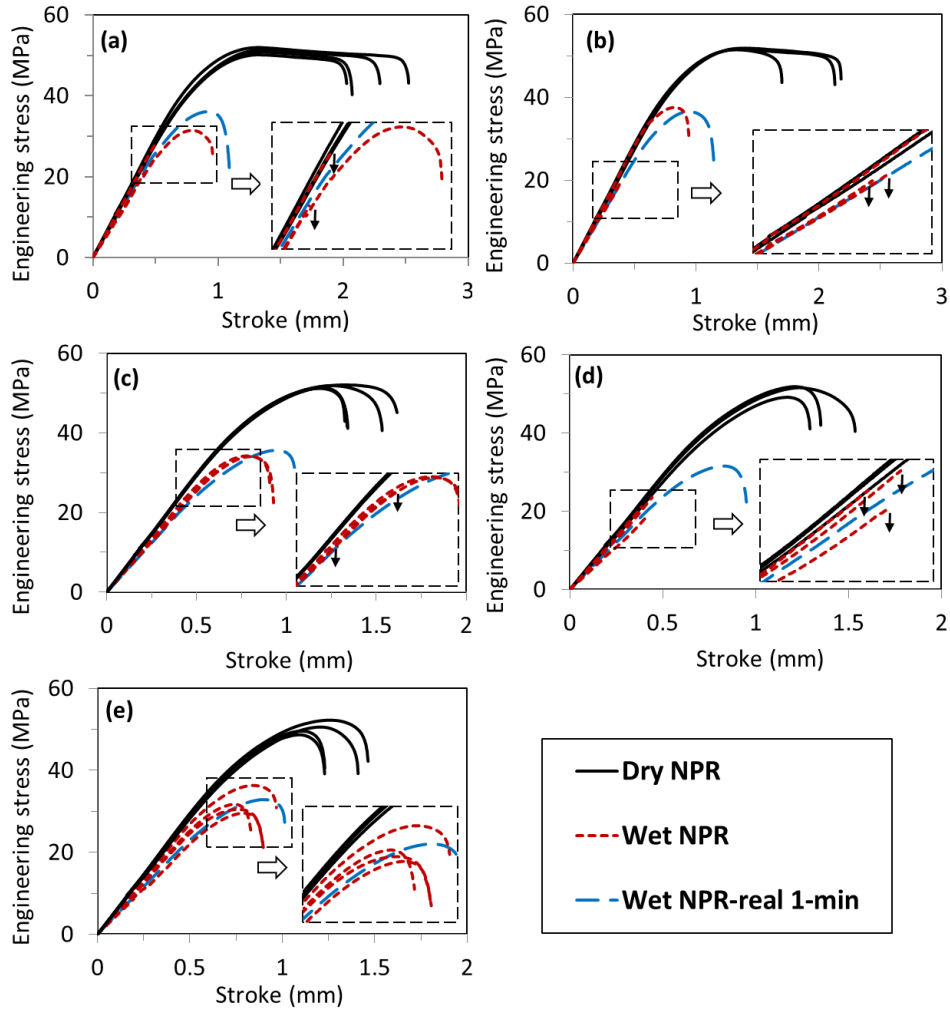 (a)
Engineering stress (MPa)
60
40
20
0
0 1 2 3
Stroke (mm)
(b)
Engineering stress (MPa)
60
40
20
0
0 1 2 3
Stroke (mm)
(c)
Engineering stress (MPa)
60
40
20
0
0 0.5 1 1.5 2
Stroke (mm)
(d)
Engineering stress (MPa)
60
40
20
0
0 0.5 1 1.5 2
Stroke (mm)
(e)
Engineering stress (MPa)
60
40
20
0
0 0.5 1 1.5 2
Stroke (mm)
Dry NPR
Wet NPR
Wet NPR-real 1-min